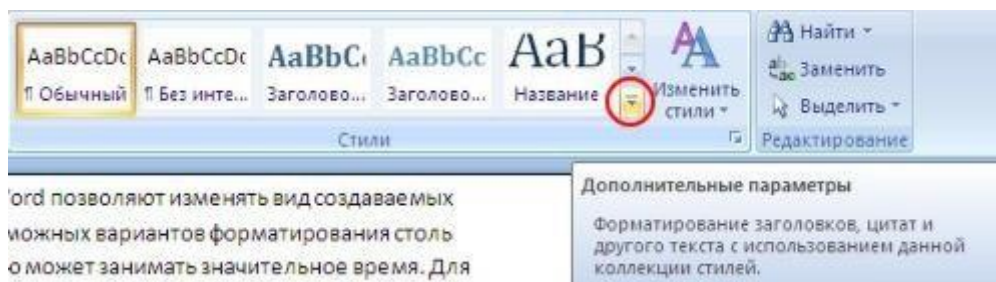 AaBbCcDc AaBbCcDc AaBbC AaBbCc АаВ
¶ Обычный ¶ Без инте... Заголово... Заголово... Название
Изменить
стили
Стили
Найти
Заменить
Выделить
Редактирование
Дополнительные параметры
Форматирование заголовков, цитат и
другого текста с использованием данной
коллекции стилей.
ord позволяют изменять вид создаваемых
можных вариантов форматирования столь
о может занимать значительное время. Для